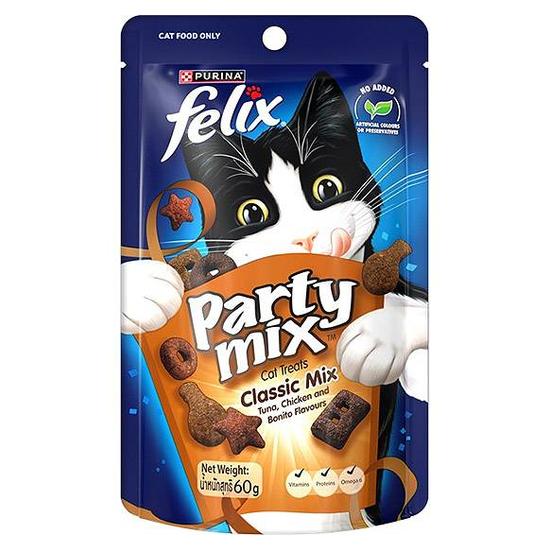 CAT FOOD ONLY
PURINA
felix
NO ADDED
ARTIFICIAL COLOURS
OR PRESERVATIVES
Party
mix™
Cat Treats
Classic Mix
Tuna, Chicken and
Bonito Flavours
Net Weight:
น้ำหนักสุทธิ 60g
Vitamins
Proteins
Omega 6